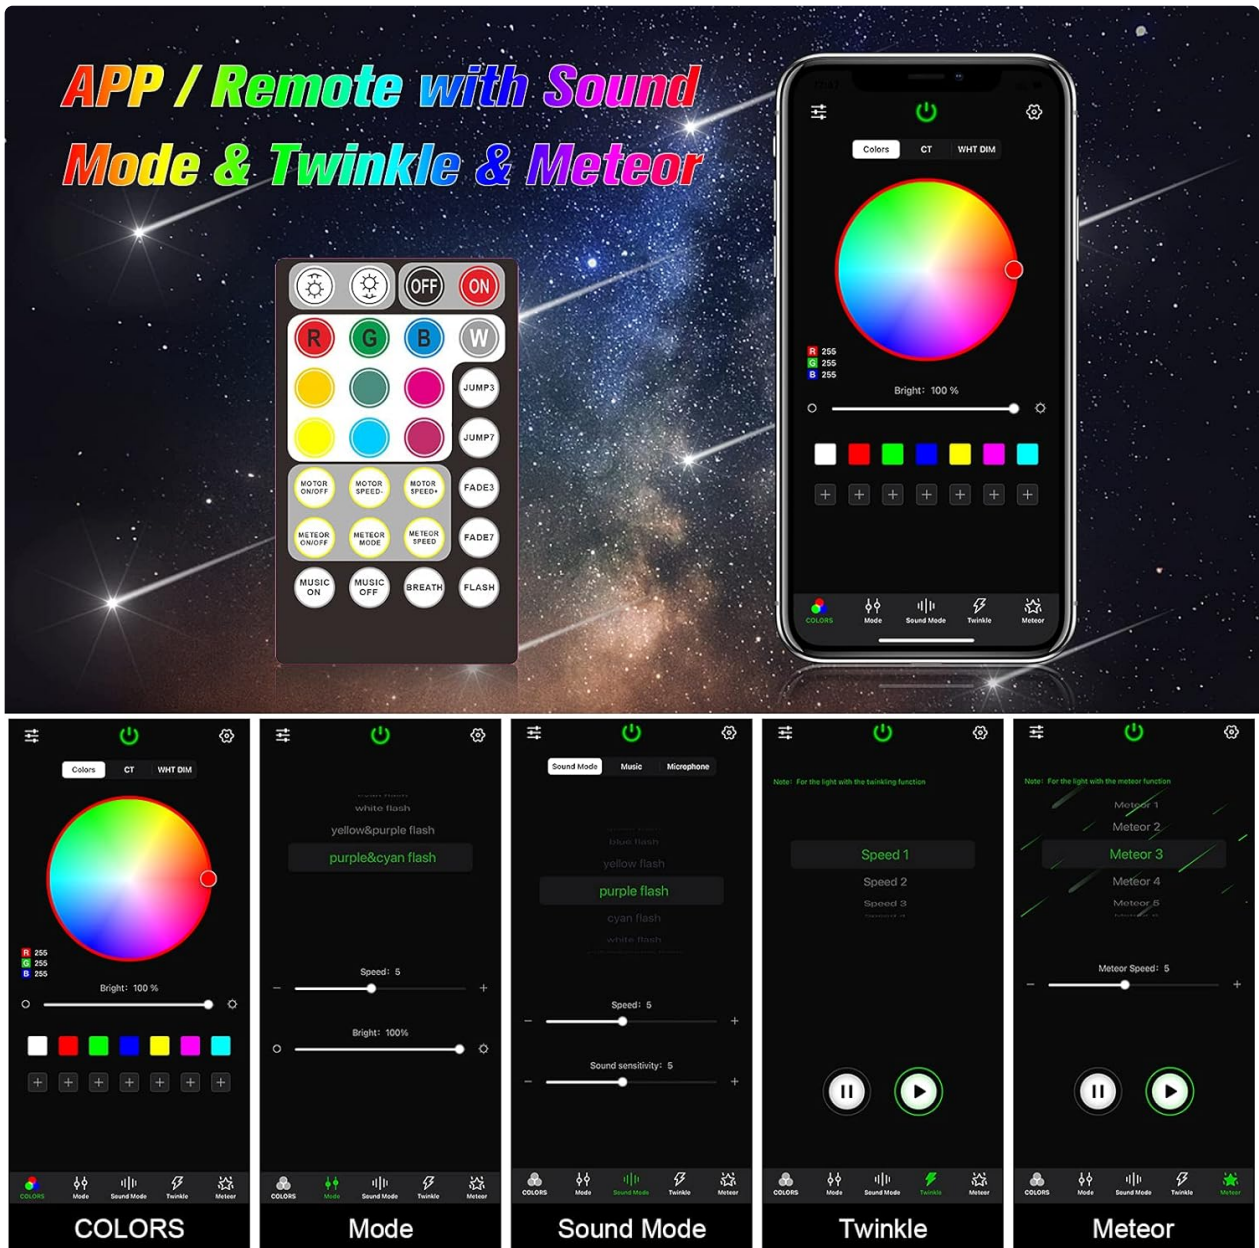 APP / Remote with Sound
Mode & Twinkle & Meteor
OFF ON
R G B W
JUMP3
JUMP7
MOTOR ON/OFF MOTOR SPEED- MOTOR SPEED+ FADE3
METEOR ON/OFF METEOR MODE METEOR SPEED FADE7
MUSIC ON MUSIC OFF BREATH FLASH
Colors CT WHT DIM
R 255
G 255
B 255
Bright: 100 %
COLORS Mode Sound Mode Twinkle Meteor
Colors CT WHT DIM
R 255
G 255
B 255
Bright: 100 %
COLORS Mode Sound Mode Twinkle Meteor
COLORS
cyan flash
white flash
yellow&purple flash
purple&cyan flash
Speed: 5
Bright: 100%
COLORS Mode Sound Mode Twinkle Meteor
Mode
Sound Mode Music Microphone
blue flash
yellow flash
purple flash
cyan flash
white flash
Speed: 5
Sound sensitivity: 5
COLORS Mode Sound Mode Twinkle Meteor
Sound Mode
Note: For the light with the twinkling function
Speed 1
Speed 2
Speed 3
COLORS Mode Sound Mode Twinkle Meteor
Twinkle
Note: For the light with the meteor function
Meteor 1
Meteor 2
Meteor 3
Meteor 4
Meteor 5
Meteor Speed: 5
COLORS Mode Sound Mode Twinkle Meteor
Meteor